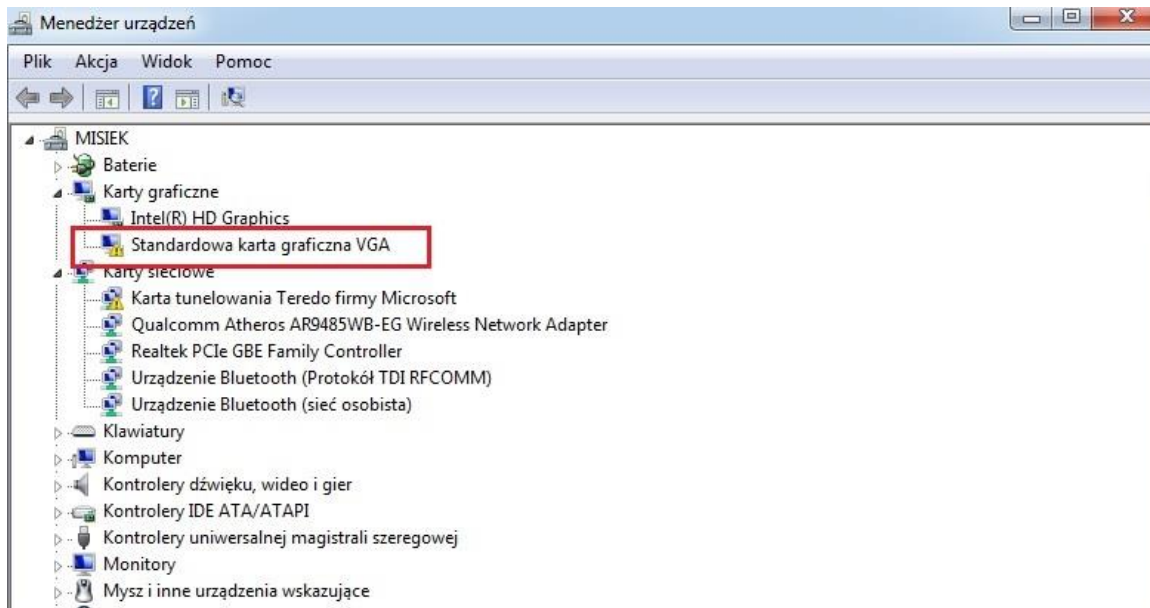 Menedżer urządzeń
Plik Akcja Widok Pomoc
MISIEK
Baterie
Karty graficzne
Intel(R) HD Graphics
Standardowa karta graficzna VGA
Karty sieciowe
Karta tunelowania Teredo firmy Microsoft
Qualcomm Atheros AR9485WB-EG Wireless Network Adapter
Realtek PCIe GBE Family Controller
Urządzenie Bluetooth (Protokół TDI RFCOMM)
Urządzenie Bluetooth (sieć osobista)
Klawiatury
Komputer
Kontrolery dźwięku, wideo i gier
Kontrolery IDE ATA/ATAPI
Kontrolery uniwersalnej magistrali szeregowej
Monitory
Mysz i inne urządzenia wskazujące